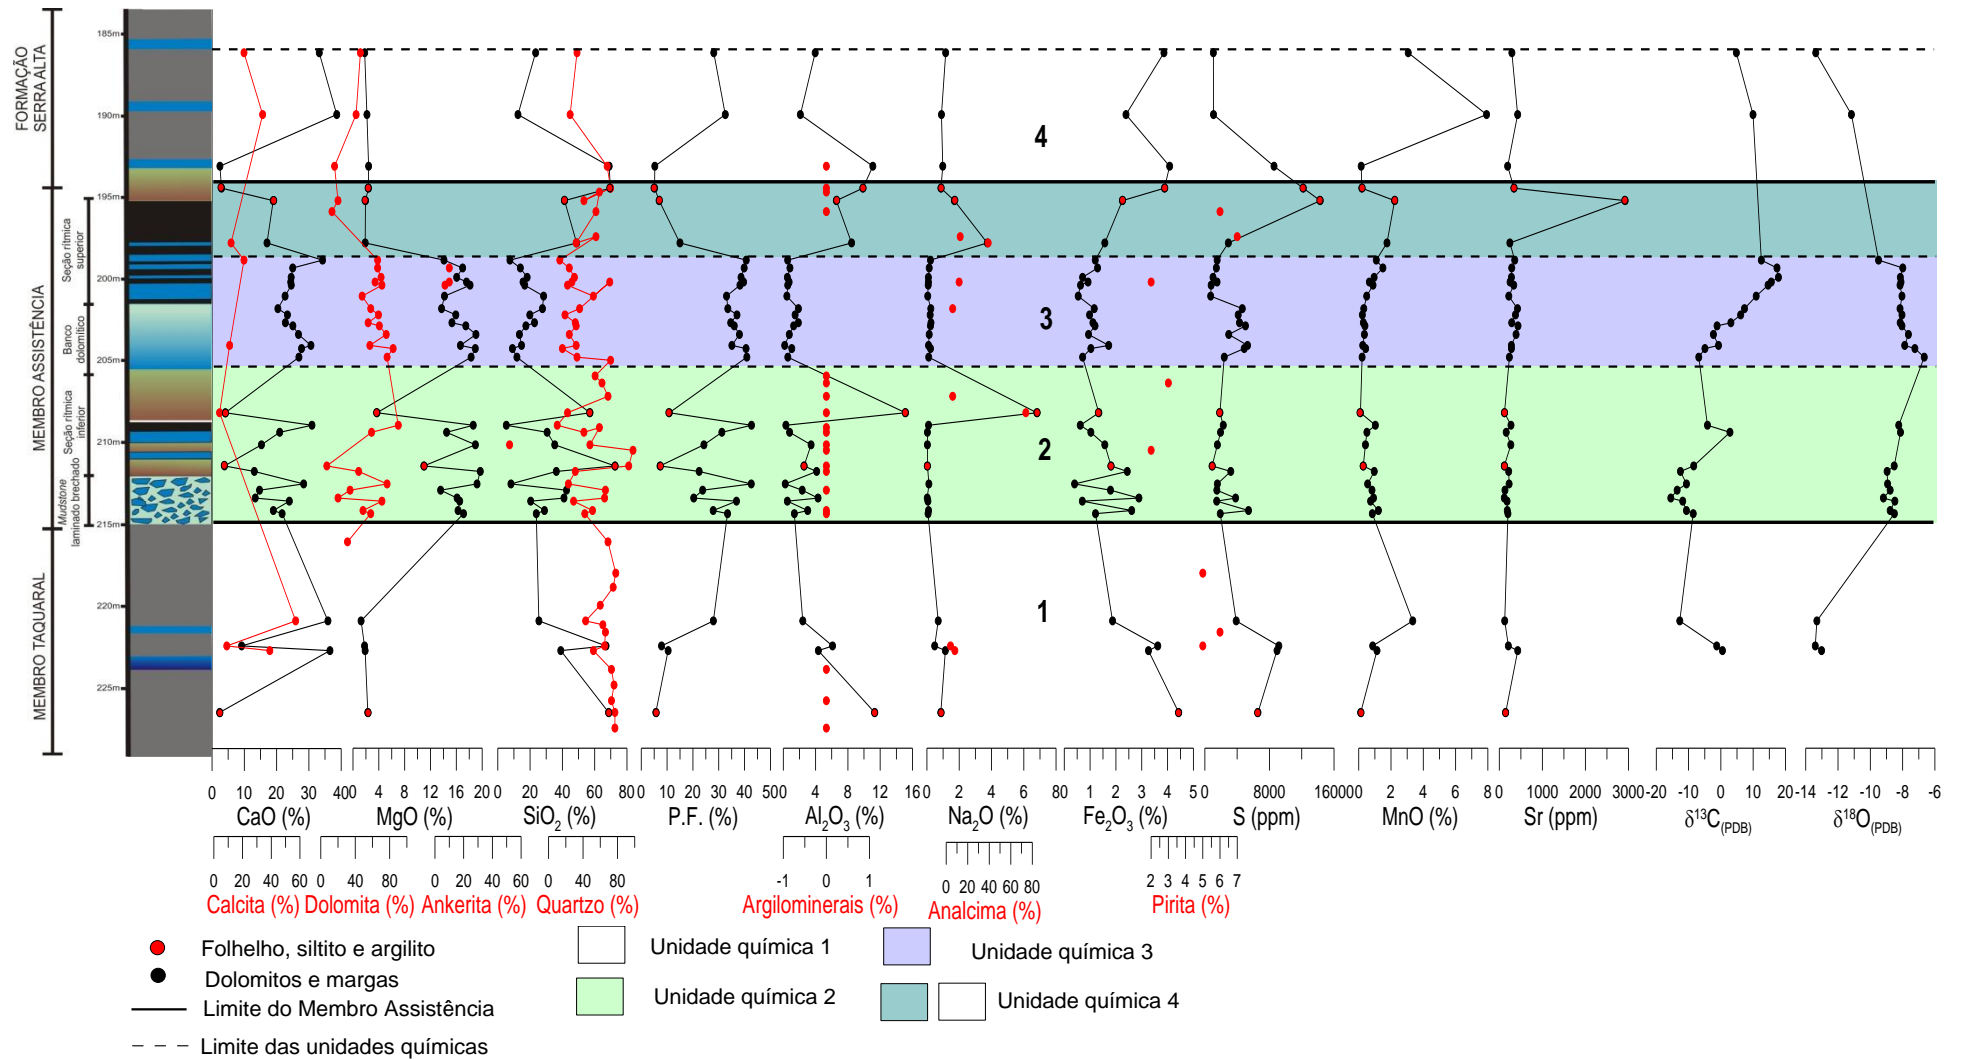 FORMAÇÃO
SERRA ALTA
MEMBRO ASSISTÊNCIA
MEMBRO TAQUARAL
Seção rítmica
superior
Banco
dolomítico
Seção rítmica
inferior
Mudstone
laminado brechado
185m
190m
195m
200m
205m
210m
215m
220m
225m
4
3
2
1
0 10 20 30 40
0 4 8 12 16 20
0 20 40 60 80
0 10 20 30 40 50
0 4 8 12 16
0 2 4 6 8
0 1 2 3 4 5
0 8000 16000
0 2 4 6 8
0 1000 2000 3000
-20 -10 0 10 20
-14 -12 -10 -8 -6
CaO (%) MgO (%) SiO₂ (%) P.F. (%) Al₂O₃ (%) Na₂O (%) Fe₂O₃ (%) S (ppm) MnO (%) Sr (ppm) δ¹³C(PDB) δ¹⁸O(PDB)
0 20 40 60
0 40 80
0 20 40 60
0 40 80
-1 0 1
0 20 40 60 80
2 3 4 5 6 7
Calcita (%) Dolomita (%) Ankerita (%) Quartzo (%) Argilominerais (%) Analcima (%) Pirita (%)
Folhelho, siltito e argilito
Dolomitos e margas
Limite do Membro Assistência
Limite das unidades químicas
Unidade química 1
Unidade química 2
Unidade química 3
Unidade química 4